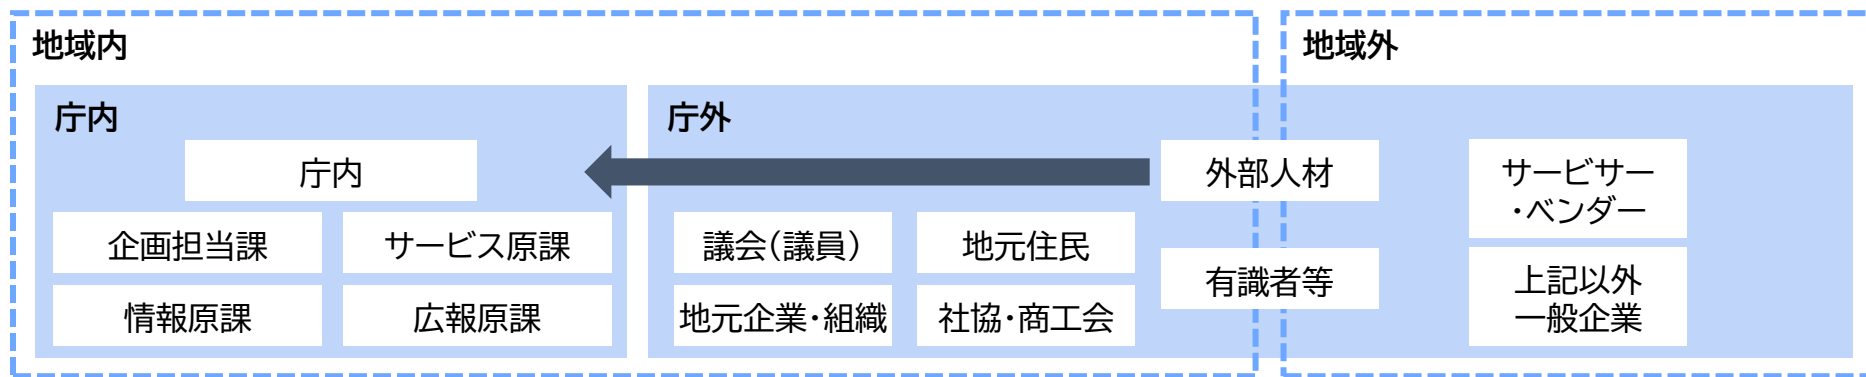 地域内
地域外
庁内
庁外
庁内
外部人材
サービサー
・ベンダー
企画担当課
サービス原課
議会(議員)
地元住民
有識者等
上記以外
一般企業
情報原課
広報原課
地元企業・組織
社協・商工会